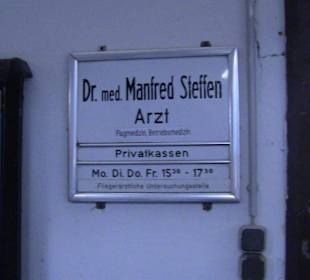 Dr. med. Manfred Steffen
Arzt
Flugmedizin, Betriebsmedizin
Privatkassen
Mo. Di. Do. Fr. 15³⁰ - 17³⁰
Fliegerärztliche Untersuchungsstelle